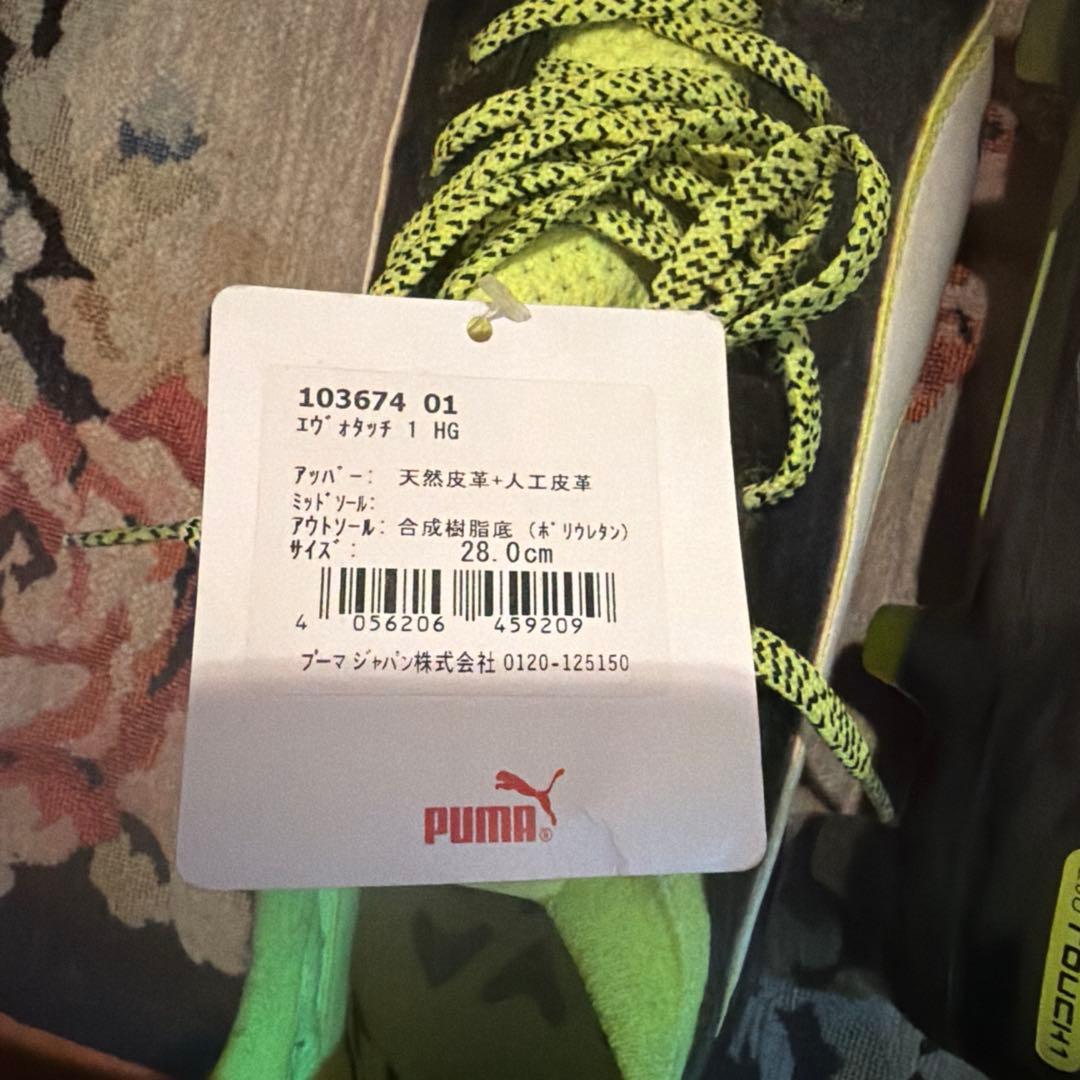 103674 01
エヴォタッチ 1 HG
アッパー: 天然皮革+人工皮革
ミッドソール:
アウトソール: 合成樹脂底 (ポリウレタン)
サイズ: 28.0cm
4 056206 459209
プーマ ジャパン株式会社 0120-125150
PUMA®
TOUCH1